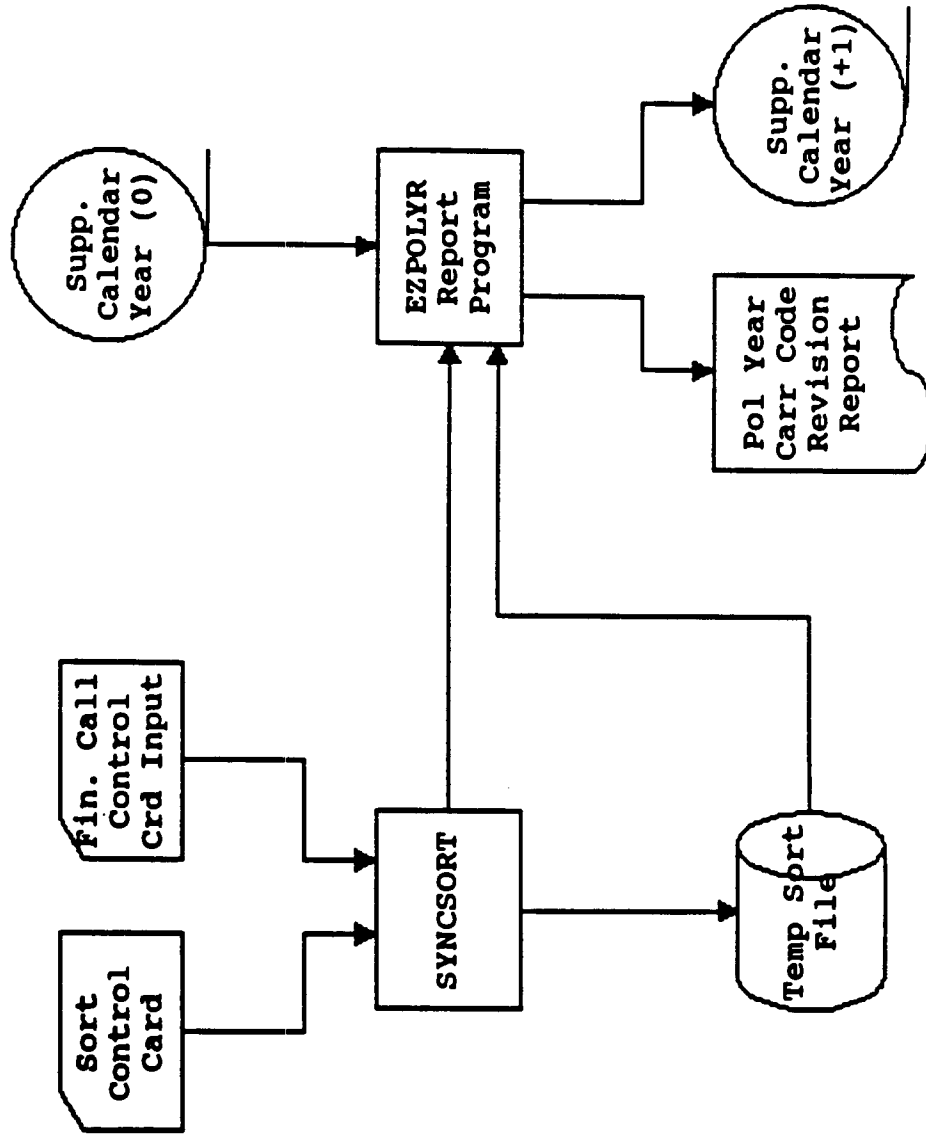 Sort
Control
Card
Fin. Call
Control
Crd Input
Supp.
Calendar
Year (0)
SYNCSORT
EZPOLYR
Report
Program
Temp Sort
File
Pol Year
Carr Code
Revision
Report
Supp.
Calendar
Year (+1)